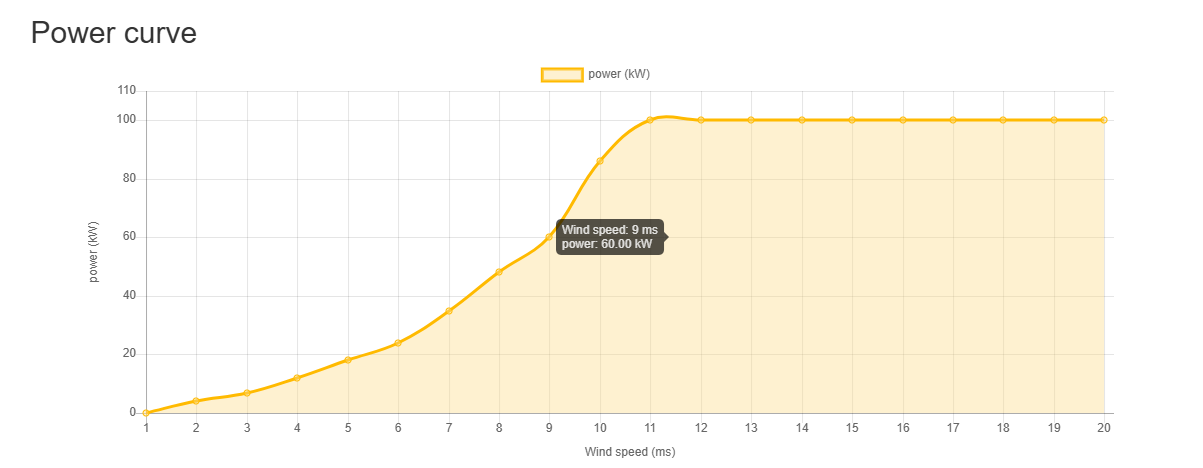 Power curve
power (kW)
110
100
80
60
40
20
0
power (kW)
Wind speed: 9 ms
power: 60.00 kW
1 2 3 4 5 6 7 8 9 10 11 12 13 14 15 16 17 18 19 20
Wind speed (ms)